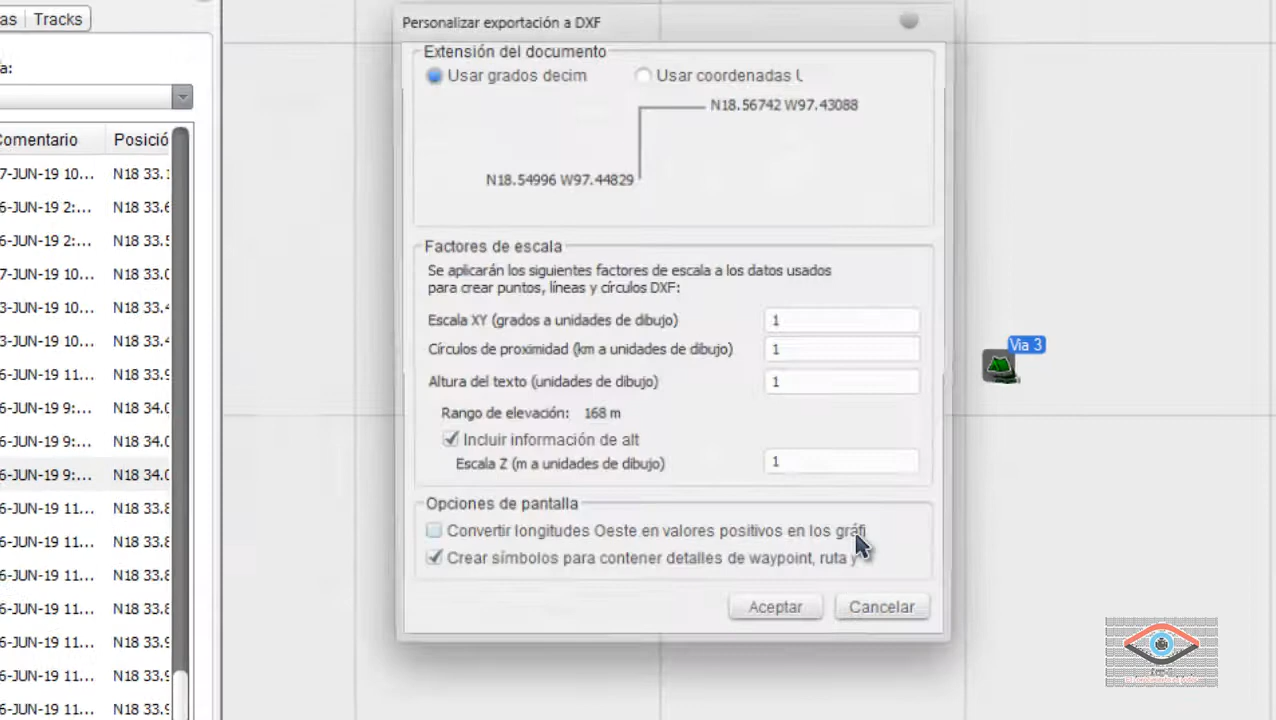 as Tracks
a:
Comentario Posició
7-JUN-19 10... N18 33.1
6-JUN-19 2:... N18 33.6
6-JUN-19 2:... N18 33.5
7-JUN-19 10... N18 33.0
3-JUN-19 10... N18 33.4
3-JUN-19 10... N18 33.4
6-JUN-19 11... N18 33.8
6-JUN-19 9:... N18 34.0
6-JUN-19 9:... N18 34.0
6-JUN-19 9:... N18 34.0
6-JUN-19 11... N18 33.8
6-JUN-19 11... N18 33.8
6-JUN-19 11... N18 33.8
6-JUN-19 11... N18 33.8
6-JUN-19 11... N18 33.9
6-JUN-19 11... N18 33.9
6-JUN-19 11... N18 33.9
Personalizar exportación a DXF
Extensión del documento
Usar grados decim Usar coordenadas U
N18.56742 W97.43088
N18.54996 W97.44829
Factores de escala
Se aplicarán los siguientes factores de escala a los datos usados
para crear puntos, líneas y círculos DXF:
Escala XY (grados a unidades de dibujo) 1
Círculos de proximidad (km a unidades de dibujo) 1
Altura del texto (unidades de dibujo) 1
Rango de elevación: 168 m
Incluir información de alt
Escala Z (m a unidades de dibujo) 1
Opciones de pantalla
Convertir longitudes Oeste en valores positivos en los gráfi
Crear símbolos para contener detalles de waypoint, ruta y
Aceptar Cancelar
Via 3